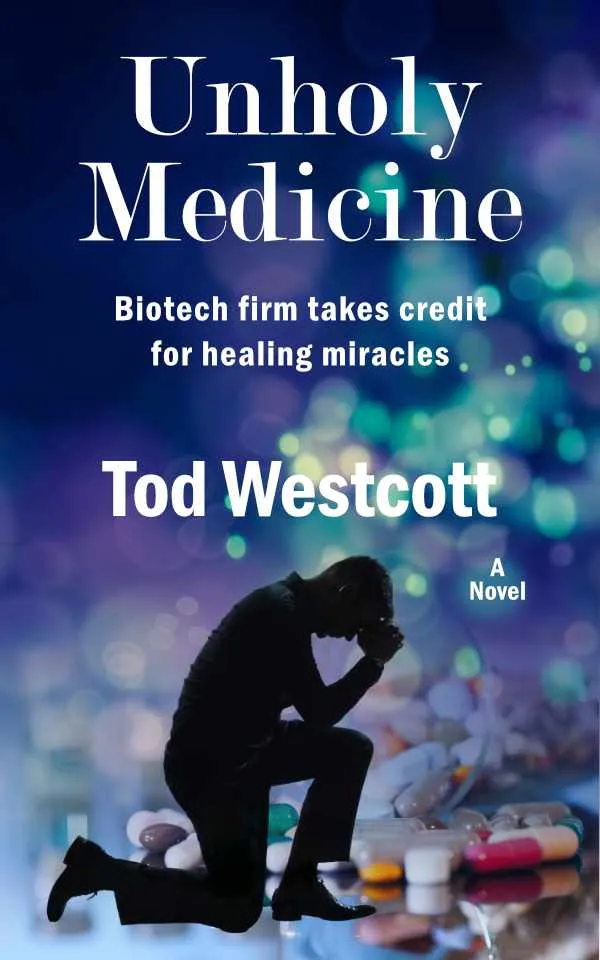 Unholy
Medicine
Biotech firm takes credit
for healing miracles
Tod Westcott
A
Novel